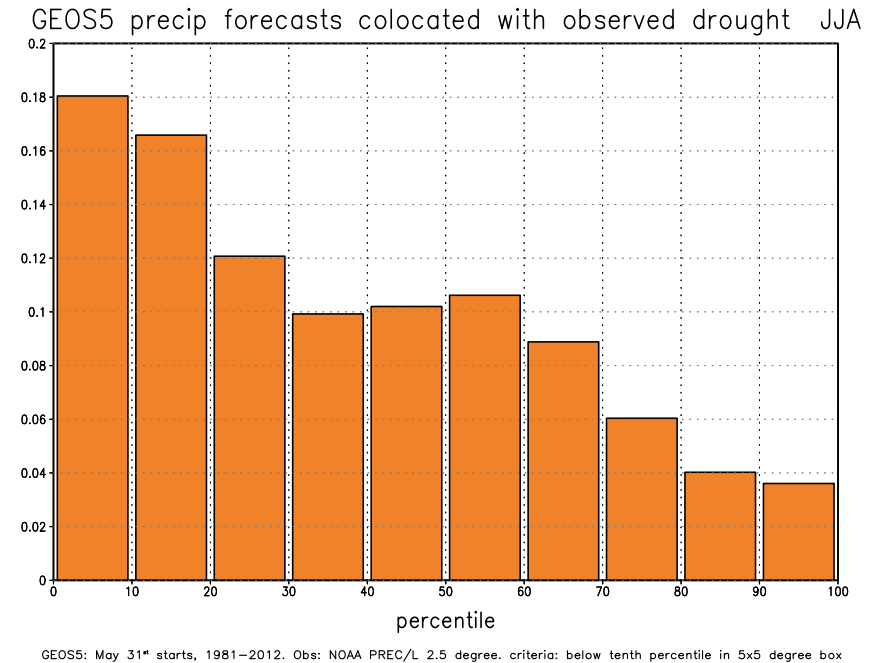 GEOS5 precip forecasts colocated with observed drought JJA
0.2
0.18
0.16
0.14
0.12
0.1
0.08
0.06
0.04
0.02
0
0 10 20 30 40 50 60 70 80 90 100
percentile
GEOS5: May 31st starts, 1981-2012. Obs: NOAA PREC/L 2.5 degree. criteria: below tenth percentile in 5x5 degree box